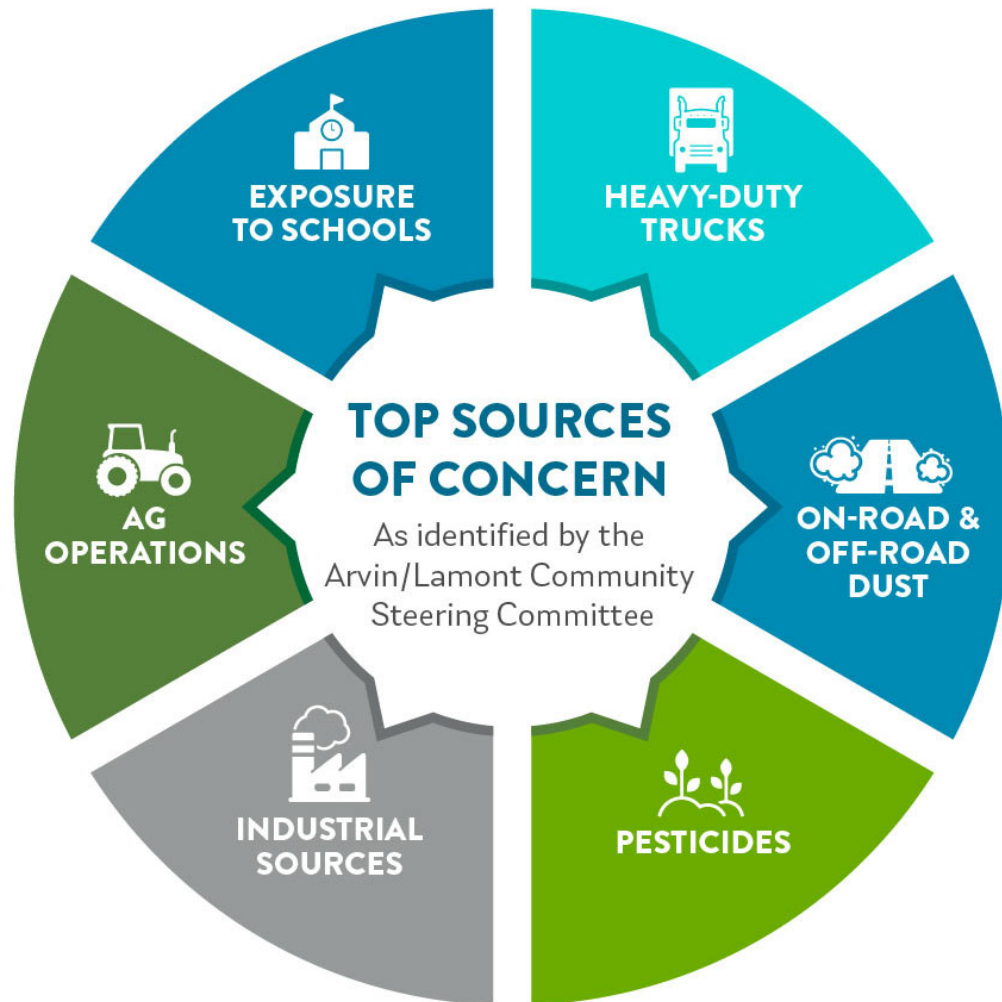 EXPOSURE
TO SCHOOLS
HEAVY-DUTY
TRUCKS
TOP SOURCES
OF CONCERN
As identified by the
Arvin/Lamont Community
Steering Committee
AG
OPERATIONS
ON-ROAD &
OFF-ROAD
DUST
INDUSTRIAL
SOURCES
PESTICIDES